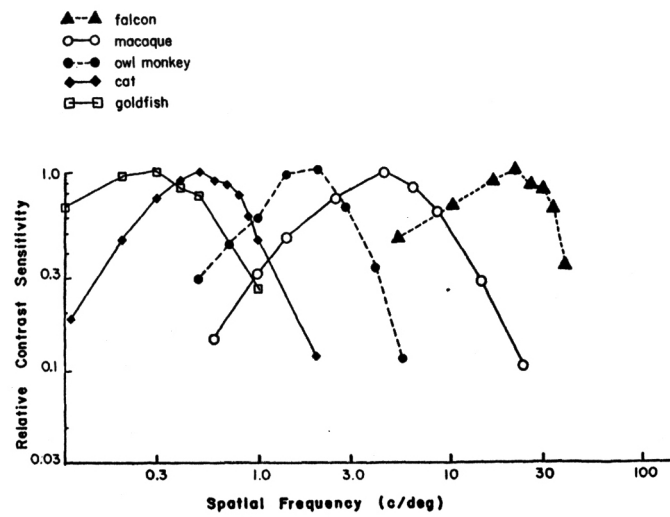 falcon
macaque
owl monkey
cat
goldfish
Relative Contrast Sensitivity
1.0
0.3
0.1
0.03
0.3 1.0 3.0 10 30 100
Spatial Frequency (c/deg)